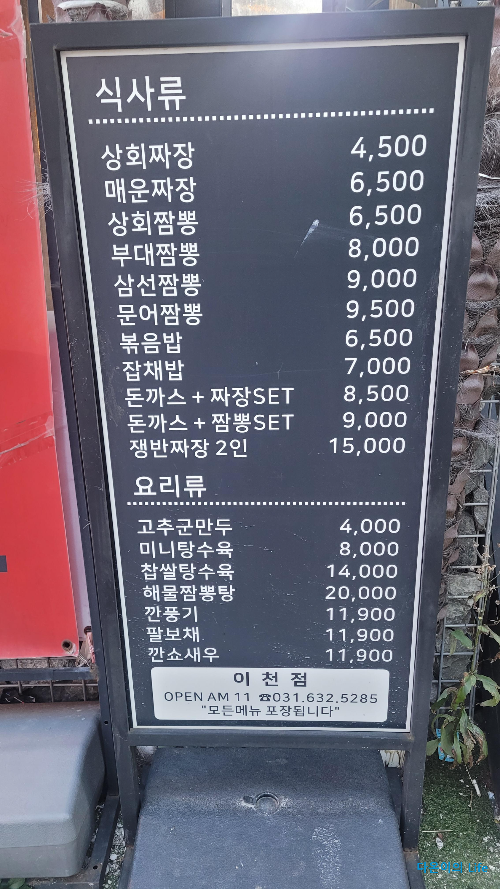 식사류
상회짜장 4,500
매운짜장 6,500
상회짬뽕 6,500
부대짬뽕 8,000
삼선짬뽕 9,000
문어짬뽕 9,500
볶음밥 6,500
잡채밥 7,000
돈까스 + 짜장SET 8,500
돈까스 + 짬뽕SET 9,000
쟁반짜장 2인 15,000
요리류
고추군만두 4,000
미니탕수육 8,000
찹쌀탕수육 14,000
해물짬뽕탕 20,000
깐풍기 11,900
팔보채 11,900
깐쇼새우 11,900
이 천 점
OPEN AM 11 ☎031.632.5285
"모든메뉴 포장됩니다"